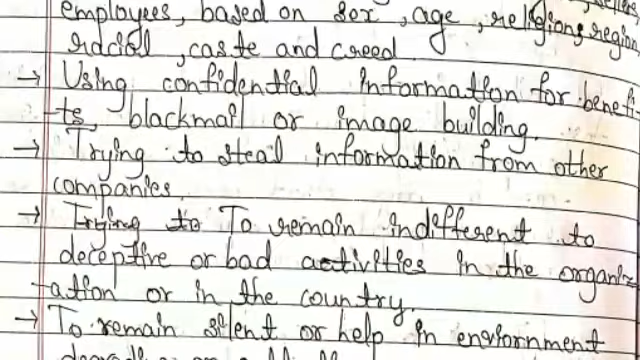 employees, based on sex, age, religions, region,
racial, caste and creed
→ Using confidential information for benefi-
-ts, blackmail or image building.
→ Trying to steal information from other
companies.
→ Trying to To remain indifferent to
deceptive or bad activities in the organiz-
-ation or in the country.
→ To remain silent or help in enviornment